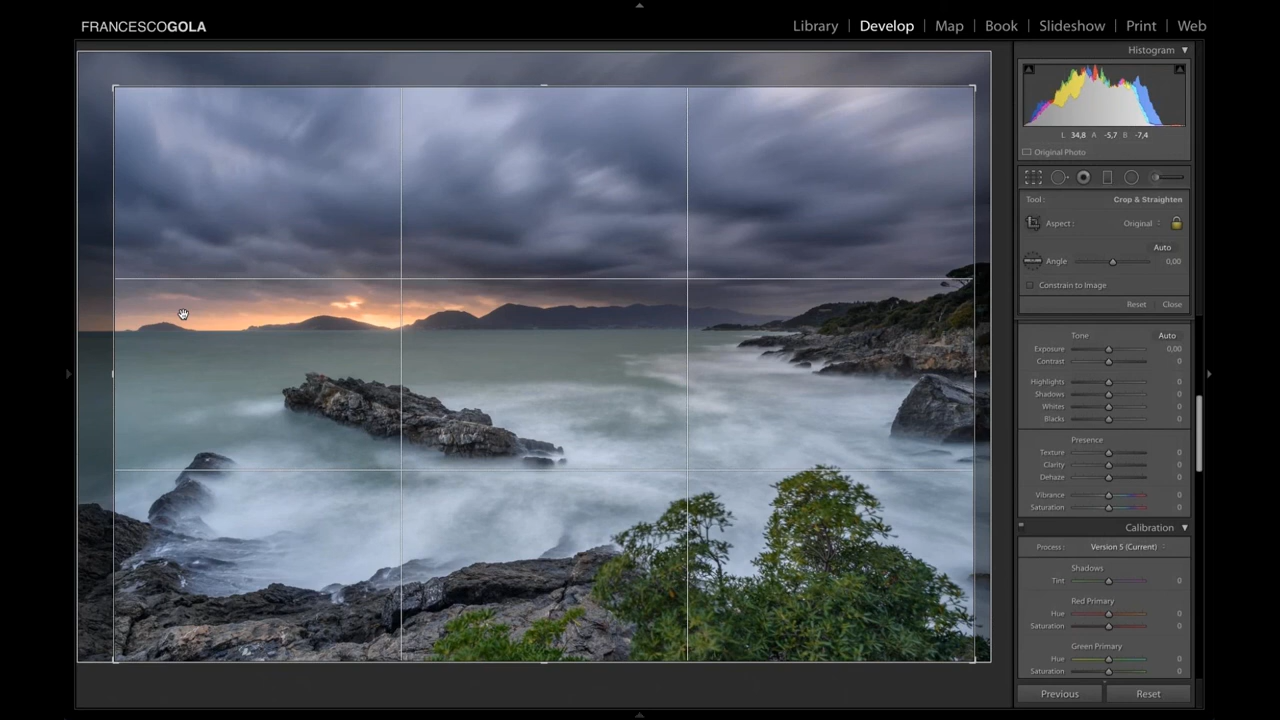 FRANCESCOGOLA
Library | Develop | Map | Book | Slideshow | Print | Web
Histogram
L 34,8 A -5,7 B -7,4
Original Photo
Tool : Crop & Straighten
Aspect : Original
Auto
Angle 0,00
Constrain to Image
Reset Close
Tone Auto
Exposure 0,00
Contrast 0
Highlights 0
Shadows 0
Whites 0
Blacks 0
Presence
Texture 0
Clarity 0
Dehaze 0
Vibrance 0
Saturation 0
Calibration
Process : Version 5 (Current)
Shadows
Tint 0
Red Primary
Hue 0
Saturation 0
Green Primary
Hue 0
Saturation 0
Previous Reset